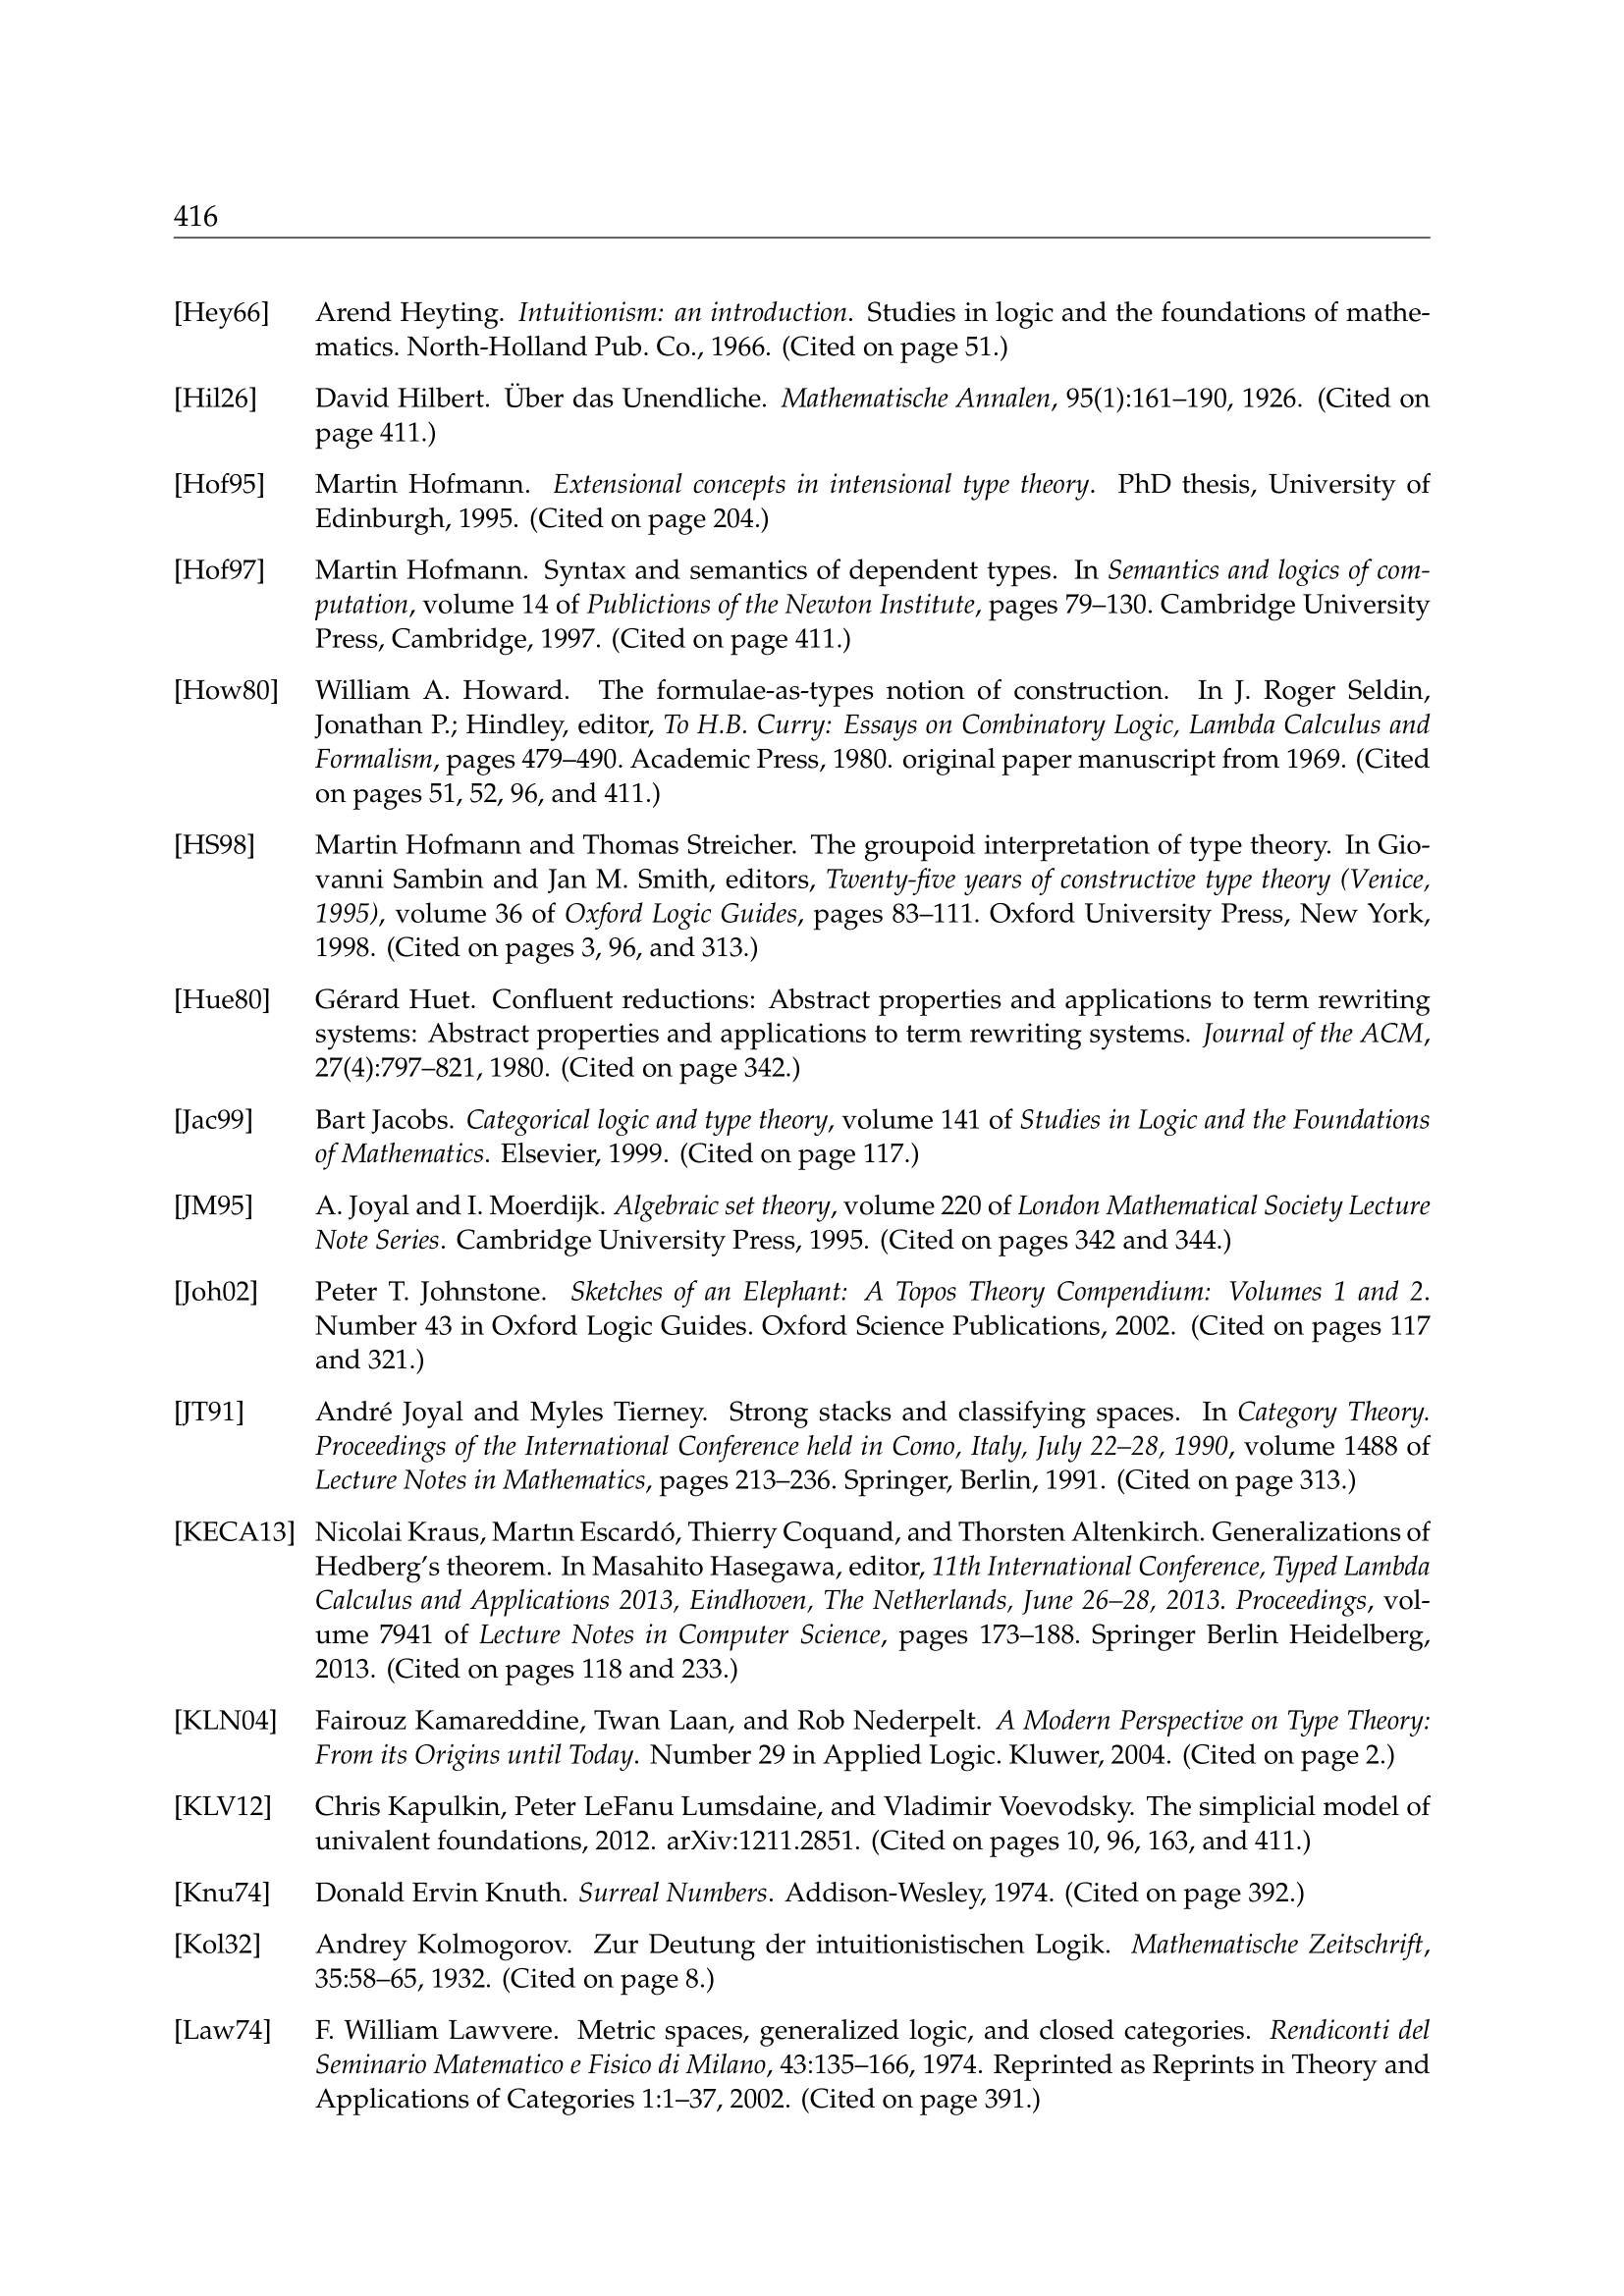 416
[Hey66] Arend Heyting. Intuitionism: an introduction. Studies in logic and the foundations of mathe-
matics. North-Holland Pub. Co., 1966. (Cited on page 51.)
[Hil26] David Hilbert. Über das Unendliche. Mathematische Annalen, 95(1):161–190, 1926. (Cited on
page 411.)
[Hof95] Martin Hofmann. Extensional concepts in intensional type theory. PhD thesis, University of
Edinburgh, 1995. (Cited on page 204.)
[Hof97] Martin Hofmann. Syntax and semantics of dependent types. In Semantics and logics of com-
putation, volume 14 of Publictions of the Newton Institute, pages 79–130. Cambridge University
Press, Cambridge, 1997. (Cited on page 411.)
[How80] William A. Howard. The formulae-as-types notion of construction. In J. Roger Seldin,
Jonathan P.; Hindley, editor, To H.B. Curry: Essays on Combinatory Logic, Lambda Calculus and
Formalism, pages 479–490. Academic Press, 1980. original paper manuscript from 1969. (Cited
on pages 51, 52, 96, and 411.)
[HS98] Martin Hofmann and Thomas Streicher. The groupoid interpretation of type theory. In Gio-
vanni Sambin and Jan M. Smith, editors, Twenty-five years of constructive type theory (Venice,
1995), volume 36 of Oxford Logic Guides, pages 83–111. Oxford University Press, New York,
1998. (Cited on pages 3, 96, and 313.)
[Hue80] Gérard Huet. Confluent reductions: Abstract properties and applications to term rewriting
systems: Abstract properties and applications to term rewriting systems. Journal of the ACM,
27(4):797–821, 1980. (Cited on page 342.)
[Jac99] Bart Jacobs. Categorical logic and type theory, volume 141 of Studies in Logic and the Foundations
of Mathematics. Elsevier, 1999. (Cited on page 117.)
[JM95] A. Joyal and I. Moerdijk. Algebraic set theory, volume 220 of London Mathematical Society Lecture
Note Series. Cambridge University Press, 1995. (Cited on pages 342 and 344.)
[Joh02] Peter T. Johnstone. Sketches of an Elephant: A Topos Theory Compendium: Volumes 1 and 2.
Number 43 in Oxford Logic Guides. Oxford Science Publications, 2002. (Cited on pages 117
and 321.)
[JT91] André Joyal and Myles Tierney. Strong stacks and classifying spaces. In Category Theory.
Proceedings of the International Conference held in Como, Italy, July 22–28, 1990, volume 1488 of
Lecture Notes in Mathematics, pages 213–236. Springer, Berlin, 1991. (Cited on page 313.)
[KECA13] Nicolai Kraus, Martın Escardó, Thierry Coquand, and Thorsten Altenkirch. Generalizations of
Hedberg's theorem. In Masahito Hasegawa, editor, 11th International Conference, Typed Lambda
Calculus and Applications 2013, Eindhoven, The Netherlands, June 26–28, 2013. Proceedings, vol-
ume 7941 of Lecture Notes in Computer Science, pages 173–188. Springer Berlin Heidelberg,
2013. (Cited on pages 118 and 233.)
[KLN04] Fairouz Kamareddine, Twan Laan, and Rob Nederpelt. A Modern Perspective on Type Theory:
From its Origins until Today. Number 29 in Applied Logic. Kluwer, 2004. (Cited on page 2.)
[KLV12] Chris Kapulkin, Peter LeFanu Lumsdaine, and Vladimir Voevodsky. The simplicial model of
univalent foundations, 2012. arXiv:1211.2851. (Cited on pages 10, 96, 163, and 411.)
[Knu74] Donald Ervin Knuth. Surreal Numbers. Addison-Wesley, 1974. (Cited on page 392.)
[Kol32] Andrey Kolmogorov. Zur Deutung der intuitionistischen Logik. Mathematische Zeitschrift,
35:58–65, 1932. (Cited on page 8.)
[Law74] F. William Lawvere. Metric spaces, generalized logic, and closed categories. Rendiconti del
Seminario Matematico e Fisico di Milano, 43:135–166, 1974. Reprinted as Reprints in Theory and
Applications of Categories 1:1–37, 2002. (Cited on page 391.)